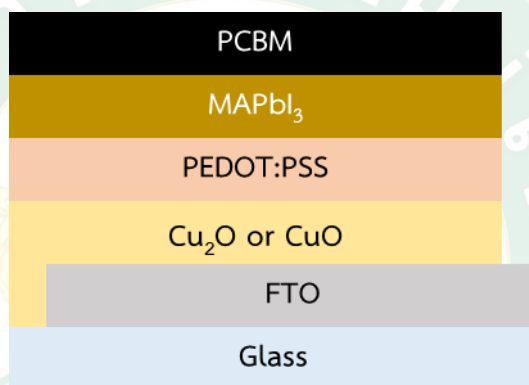 PCBM
MAPbI₃
PEDOT:PSS
Cu₂O or CuO
FTO
Glass